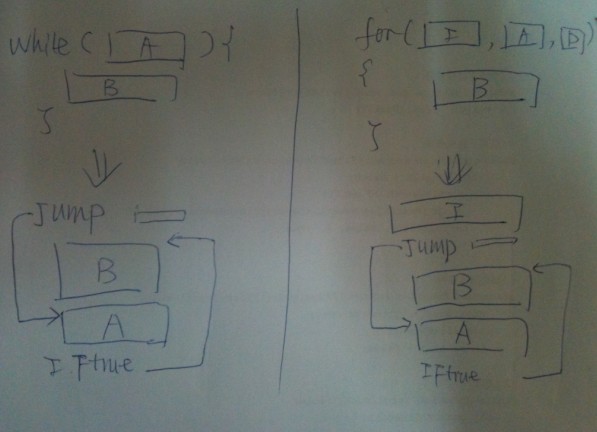 while ( A ) {
B
}
Jump
B
A
IFtrue
for( I , A , D )
{
B
}
I
Jump
B
A
IFtrue